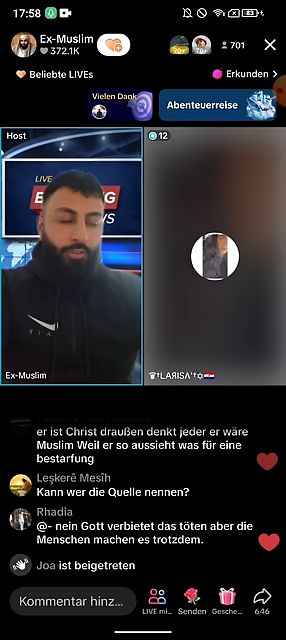 17:58
83
Ex-Muslim
372.1K
701
Beliebte LIVEs
Erkunden
Vielen Dank
Abenteuerreise
Host
12
LIVE
Ex-Muslim
♛†LAЯISΛ'†✡🇭🇷
er ist Christ draußen denkt jeder er wäre
Muslim Weil er so aussieht was für eine
bestarfung
Leşkerê Mesîh
Kann wer die Quelle nennen?
Rhadia
@- nein Gott verbietet das töten aber die
Menschen machen es trotzdem.
Joa ist beigetreten
Kommentar hinz...
LIVE mi...
Senden
Gesche...
646